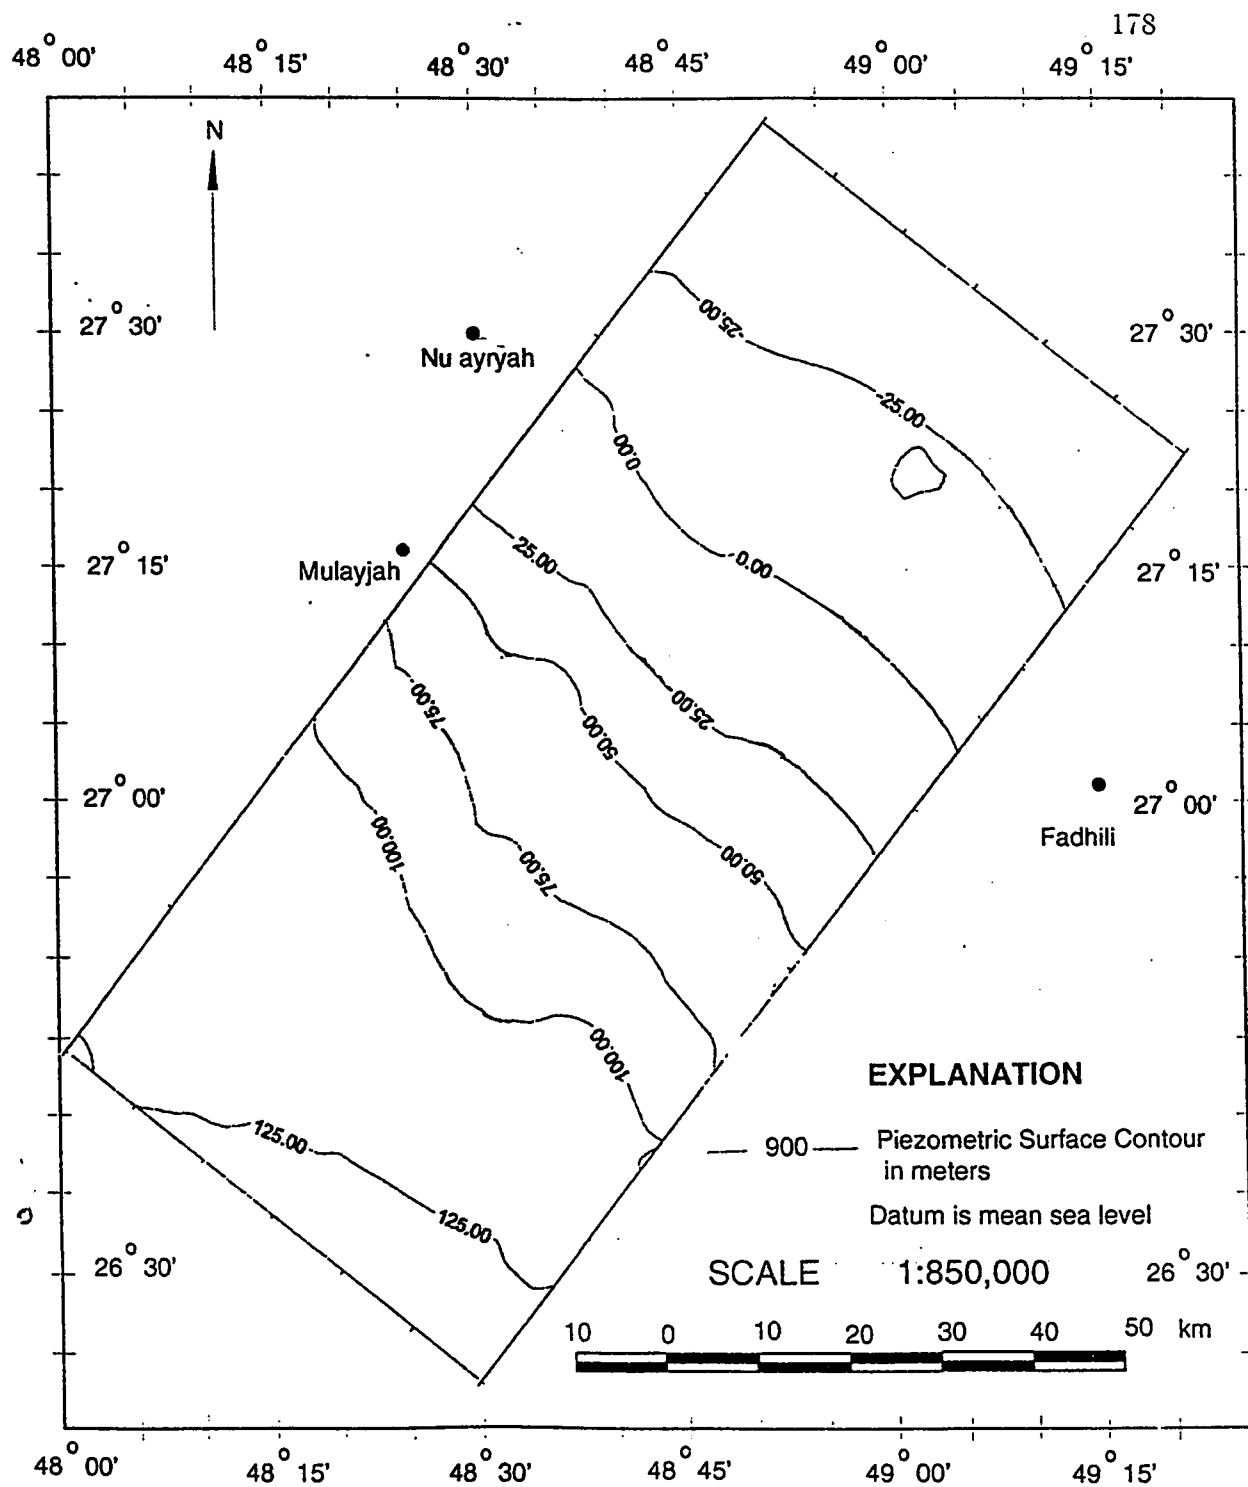 178
48° 00' 48° 15' 48° 30' 48° 45' 49° 00' 49° 15'
N
27° 30' 27° 30'
Nu ayryah
-25.00
-25.00
0.00
0.00
27° 15' 27° 15'
Mulayjah
25.00
25.00
75.00
50.00
27° 00' 27° 00'
Fadhili
100.00
75.00
50.00
100.00
EXPLANATION
900 Piezometric Surface Contour
in meters
Datum is mean sea level
125.00
125.00
26° 30' SCALE 1:850,000 26° 30'
10 0 10 20 30 40 50 km
48° 00' 48° 15' 48° 30' 48° 45' 49° 00' 49° 15'